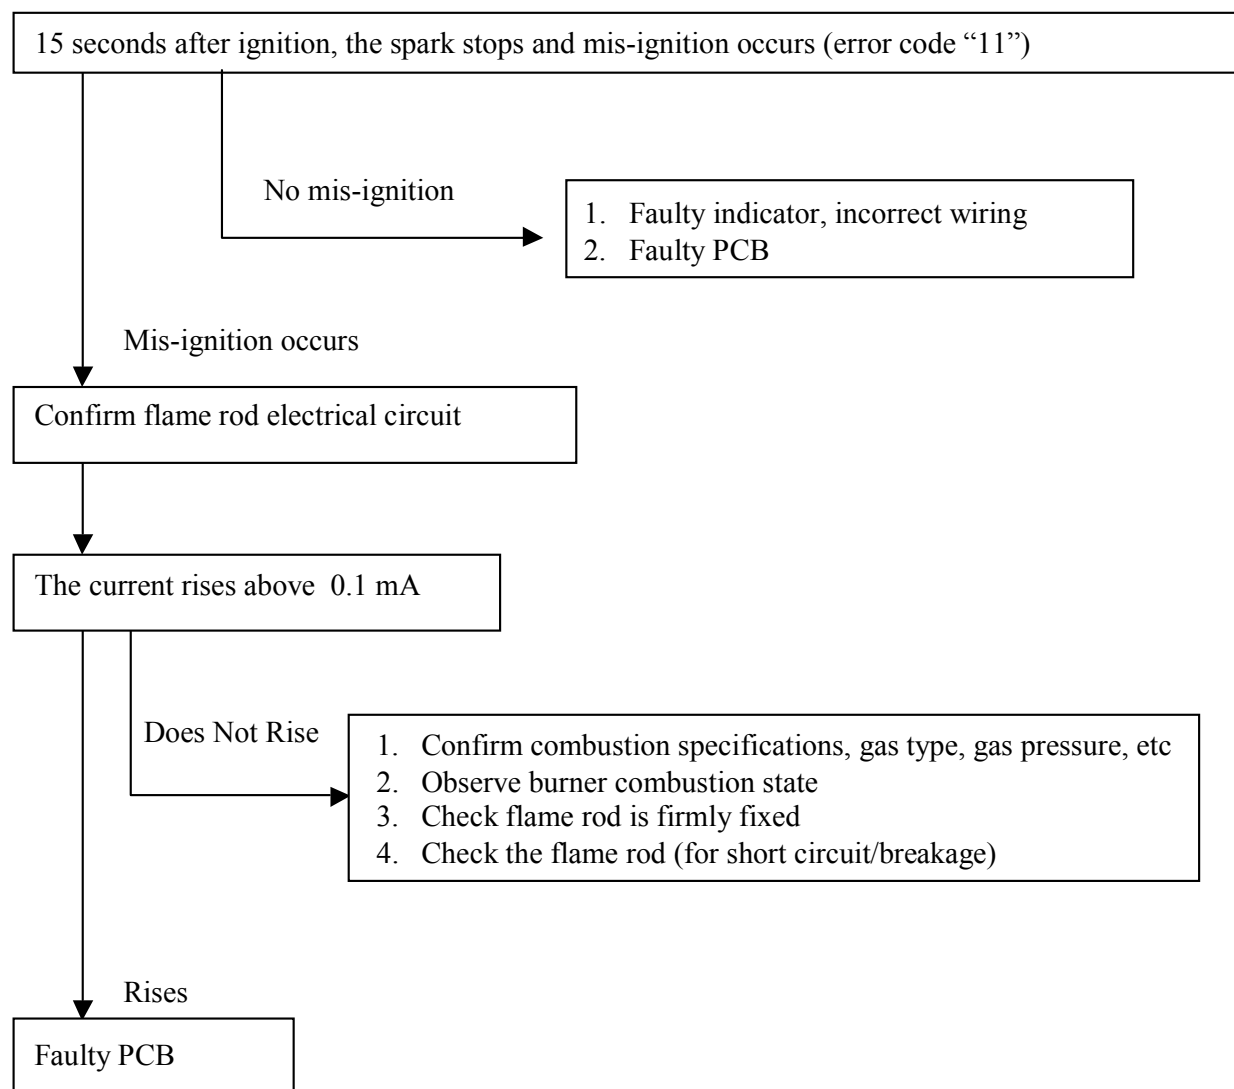 15 seconds after ignition, the spark stops and mis-ignition occurs (error code “11”)
No mis-ignition
1. Faulty indicator, incorrect wiring
2. Faulty PCB
Mis-ignition occurs
Confirm flame rod electrical circuit
The current rises above 0.1 mA
Does Not Rise
1. Confirm combustion specifications, gas type, gas pressure, etc
2. Observe burner combustion state
3. Check flame rod is firmly fixed
4. Check the flame rod (for short circuit/breakage)
Rises
Faulty PCB